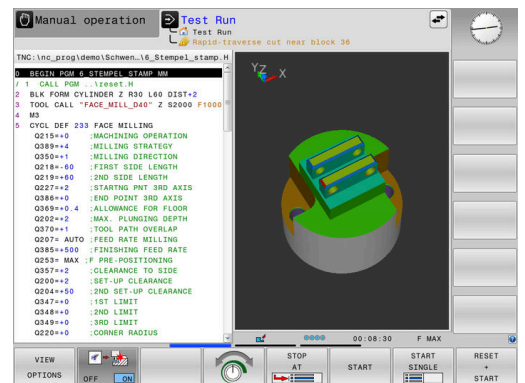 Manual operation
Test Run
Test Run
Rapid-traverse cut near block 36
TNC:\nc_prog\demo\Schwen...\6_Stempel_stamp.H
0 BEGIN PGM 6_STEMPEL_STAMP MM
/ 1 CALL PGM ..\reset.H
2 BLK FORM CYLINDER Z R30 L60 DIST+2
3 TOOL CALL "FACE_MILL_D40" Z S2000 F1000
4 M3
5 CYCL DEF 233 FACE MILLING
Q215=+0 ;MACHINING OPERATION
Q389=+4 ;MILLING STRATEGY
Q350=+1 ;MILLING DIRECTION
Q218=-60 ;FIRST SIDE LENGTH
Q219=+60 ;2ND SIDE LENGTH
Q227=+2 ;STARTNG PNT 3RD AXIS
Q386=+0 ;END POINT 3RD AXIS
Q369=+0.4 ;ALLOWANCE FOR FLOOR
Q202=+2 ;MAX. PLUNGING DEPTH
Q370=+1 ;TOOL PATH OVERLAP
Q207= AUTO ;FEED RATE MILLING
Q385=+500 ;FINISHING FEED RATE
Q253= MAX ;F PRE-POSITIONING
Q357=+2 ;CLEARANCE TO SIDE
Q200=+2 ;SET-UP CLEARANCE
Q204=+50 ;2ND SET-UP CLEARANCE
Q347=+0 ;1ST LIMIT
Q348=+0 ;2ND LIMIT
Q349=+0 ;3RD LIMIT
Q220=+0 ;CORNER RADIUS
Y Z X
00:08:30 F MAX
VIEW
OPTIONS
OFF ON
STOP
AT
START
START
SINGLE
RESET
+
START